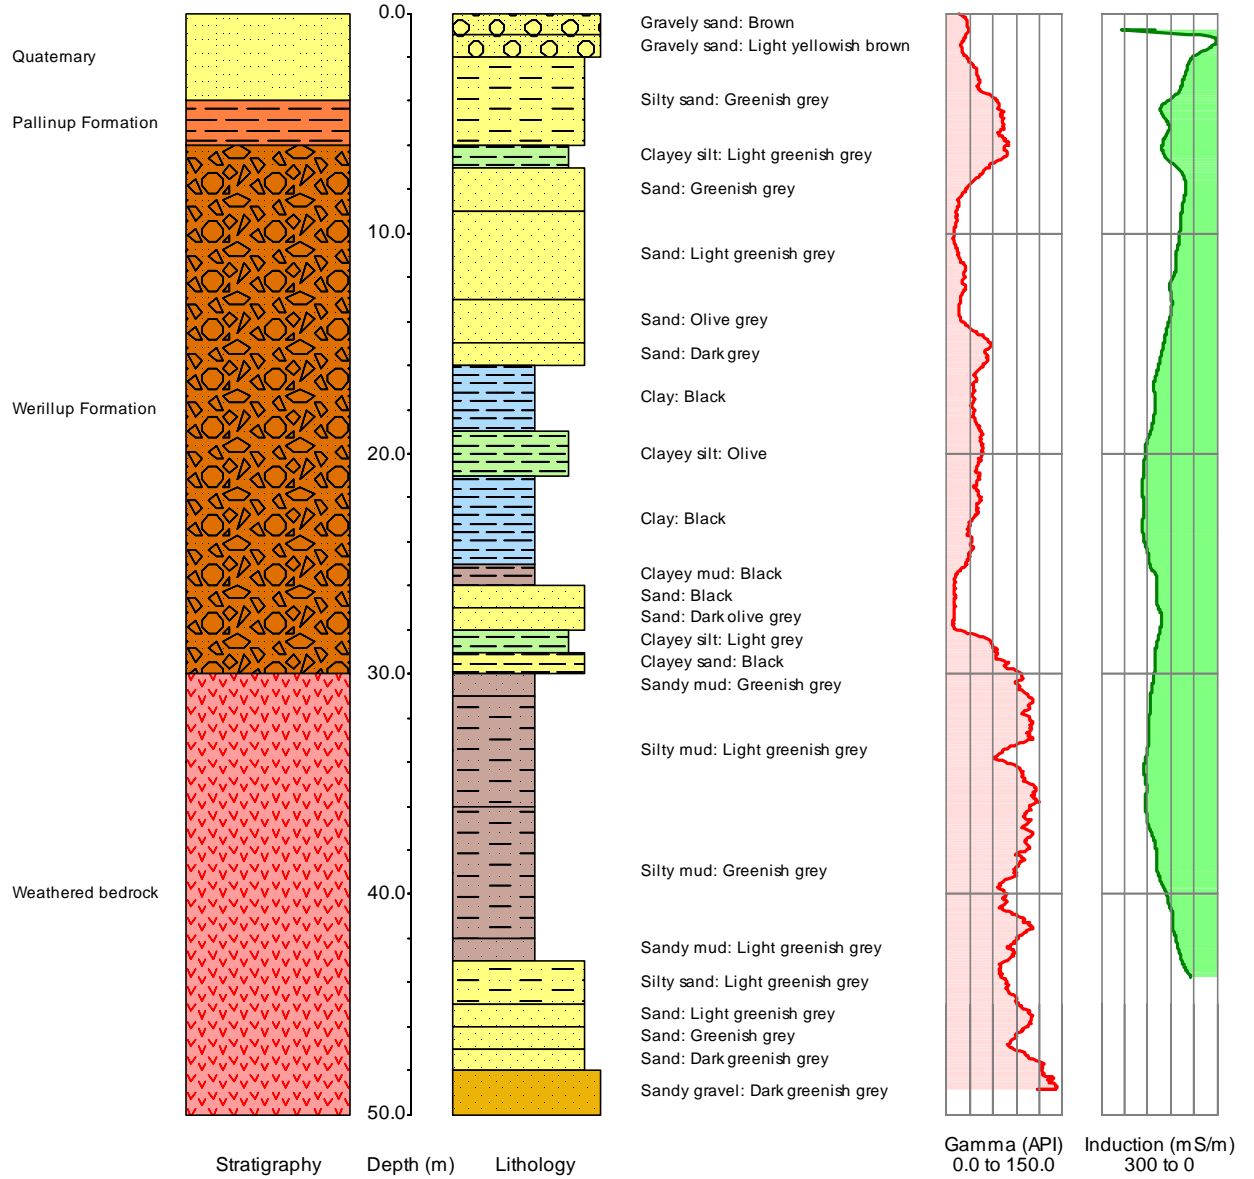 0.0
Gravely sand: Brown
Gravely sand: Light yellowish brown
Quaternary
Silty sand: Greenish grey
Pallinup Formation
Clayey silt: Light greenish grey
Sand: Greenish grey
10.0
Sand: Light greenish grey
Sand: Olive grey
Sand: Dark grey
Clay: Black
Werillup Formation
20.0
Clayey silt: Olive
Clay: Black
Clayey mud: Black
Sand: Black
Sand: Dark olive grey
Clayey silt: Light grey
Clayey sand: Black
30.0
Sandy mud: Greenish grey
Silty mud: Light greenish grey
Silty mud: Greenish grey
Weathered bedrock
40.0
Sandy mud: Light greenish grey
Silty sand: Light greenish grey
Sand: Light greenish grey
Sand: Greenish grey
Sand: Dark greenish grey
Sandy gravel: Dark greenish grey
50.0
Stratigraphy
Depth (m)
Lithology
Gamma (API)
0.0 to 150.0
Induction (mS/m)
300 to 0